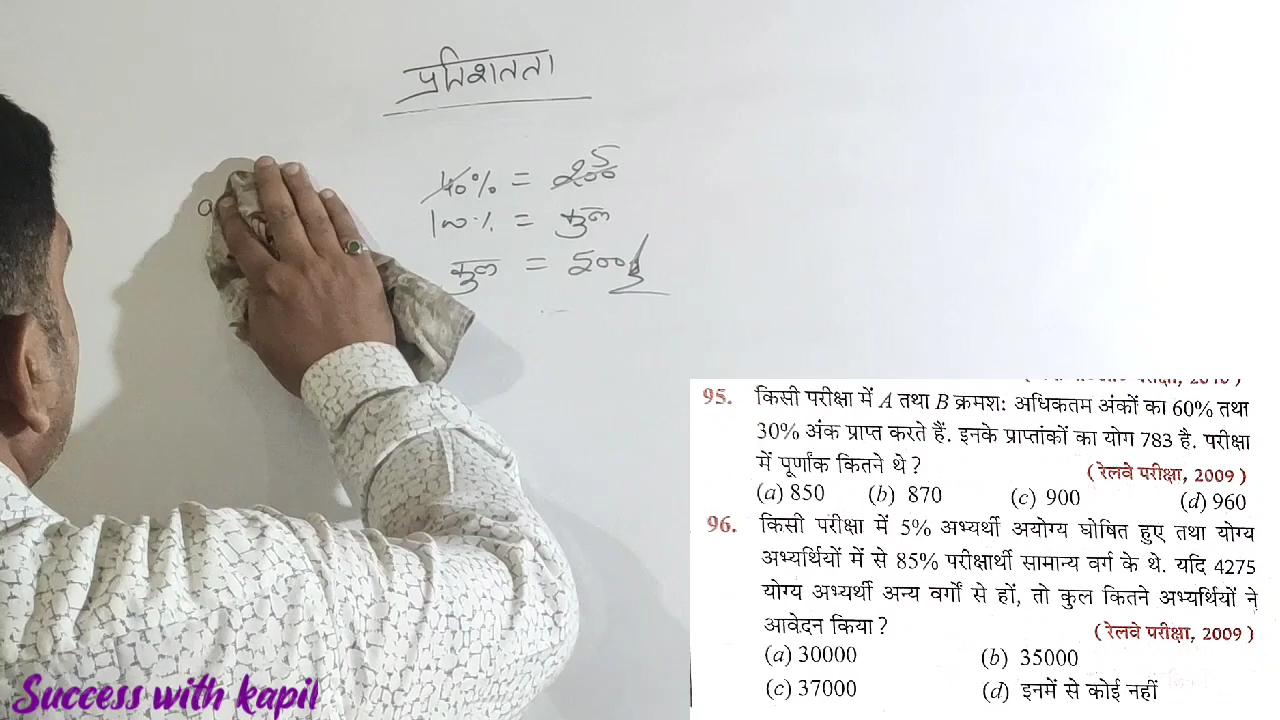 प्रतिशतता
40% = 200 5
100% = कुल
कुल = 500
95. किसी परीक्षा में A तथा B क्रमश: अधिकतम अंकों का 60% तथा
30% अंक प्राप्त करते हैं. इनके प्राप्तांकों का योग 783 है. परीक्षा
में पूर्णांक कितने थे ? (रेलवे परीक्षा, 2009)
(a) 850 (b) 870 (c) 900 (d) 960
96. किसी परीक्षा में 5% अभ्यर्थी अयोग्य घोषित हुए तथा योग्य
अभ्यर्थियों में से 85% परीक्षार्थी सामान्य वर्ग के थे. यदि 4275
योग्य अभ्यर्थी अन्य वर्गों से हों, तो कुल कितने अभ्यर्थियों ने
आवेदन किया ? (रेलवे परीक्षा, 2009)
(a) 30000 (b) 35000
(c) 37000 (d) इनमें से कोई नहीं
Success with kapil